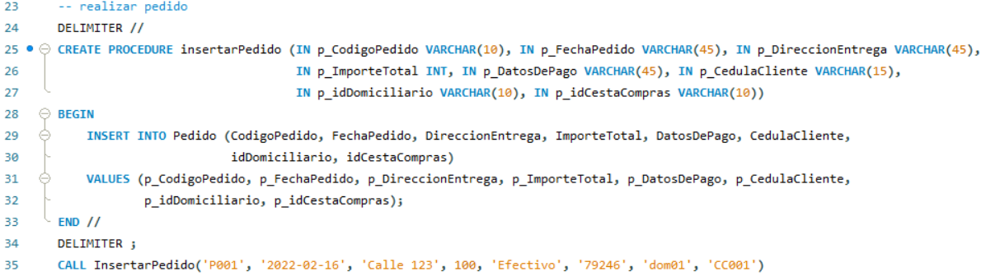 23 -- realizar pedido
24 DELIMITER //
25 CREATE PROCEDURE insertarPedido (IN p_CodigoPedido VARCHAR(10), IN p_FechaPedido VARCHAR(45), IN p_DireccionEntrega VARCHAR(45),
26 IN p_ImporteTotal INT, IN p_DatosDePago VARCHAR(45), IN p_CedulaCliente VARCHAR(15),
27 IN p_idDomiciliario VARCHAR(10), IN p_idCestaCompras VARCHAR(10))
28 BEGIN
29 INSERT INTO Pedido (CodigoPedido, FechaPedido, DireccionEntrega, ImporteTotal, DatosDePago, CedulaCliente,
30 idDomiciliario, idCestaCompras)
31 VALUES (p_CodigoPedido, p_FechaPedido, p_DireccionEntrega, p_ImporteTotal, p_DatosDePago, p_CedulaCliente,
32 p_idDomiciliario, p_idCestaCompras);
33 END //
34 DELIMITER ;
35 CALL InsertarPedido('P001', '2022-02-16', 'Calle 123', 100, 'Efectivo', '79246', 'dom01', 'CC001')